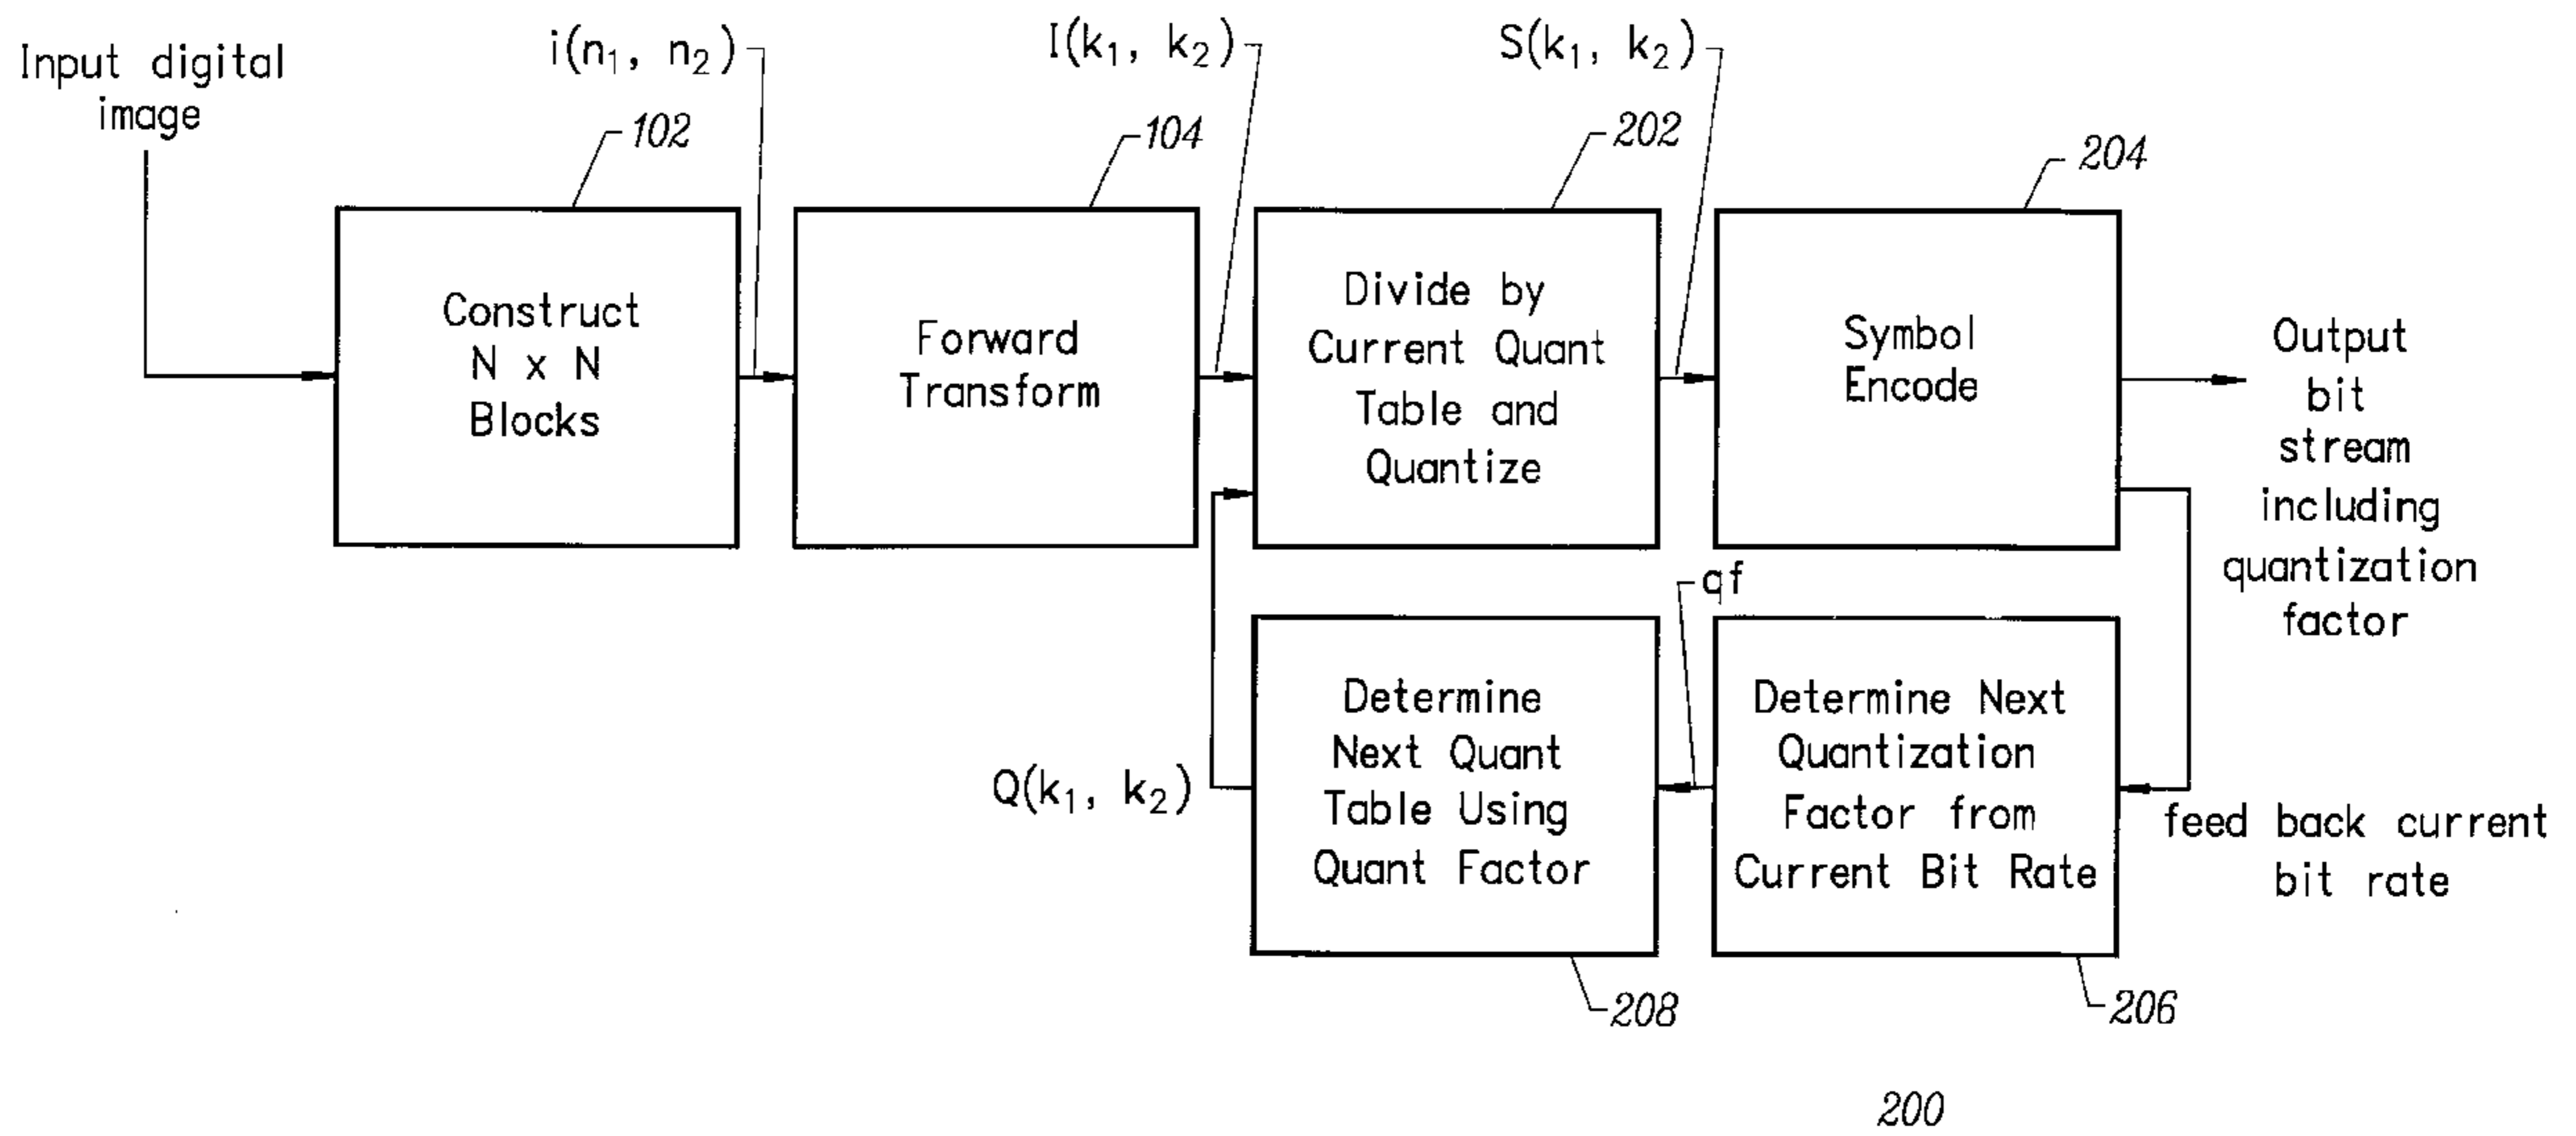 Input digital
image
i(n₁, n₂)
I(k₁, k₂)
S(k₁, k₂)
102
104
202
204
Construct
N x N
Blocks
Forward
Transform
Divide by
Current Quant
Table and
Quantize
Symbol
Encode
Output
bit
stream
including
quantization
factor
qf
Q(k₁, k₂)
Determine
Next Quant
Table Using
Quant Factor
Determine Next
Quantization
Factor from
Current Bit Rate
feed back current
bit rate
208
206
200